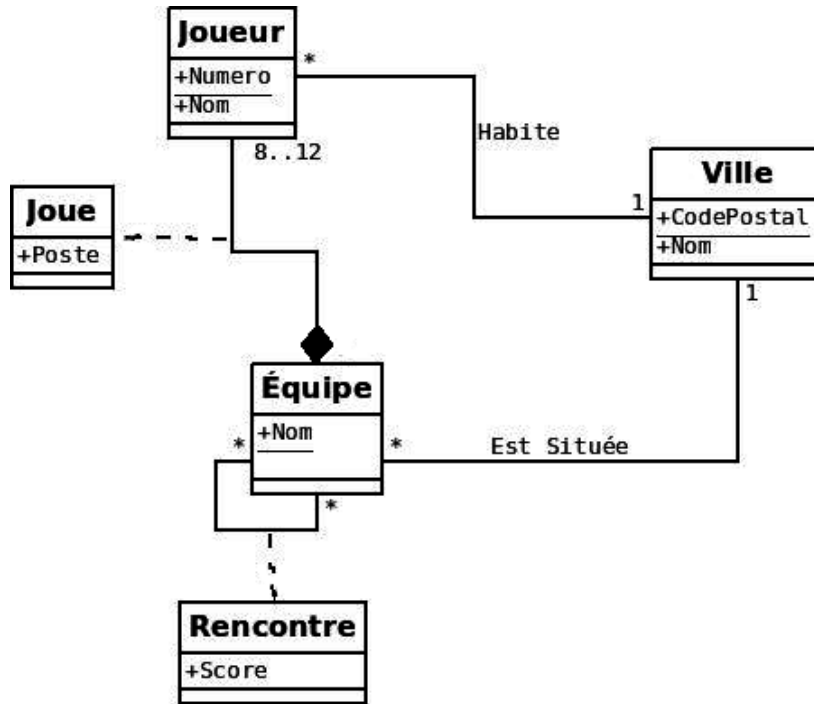 Joueur
+Numero
+Nom
*
8..12
Habite
Ville
+CodePostal
+Nom
1
1
Joue
+Poste
Équipe
+Nom
*
*
*
Est Située
Rencontre
+Score